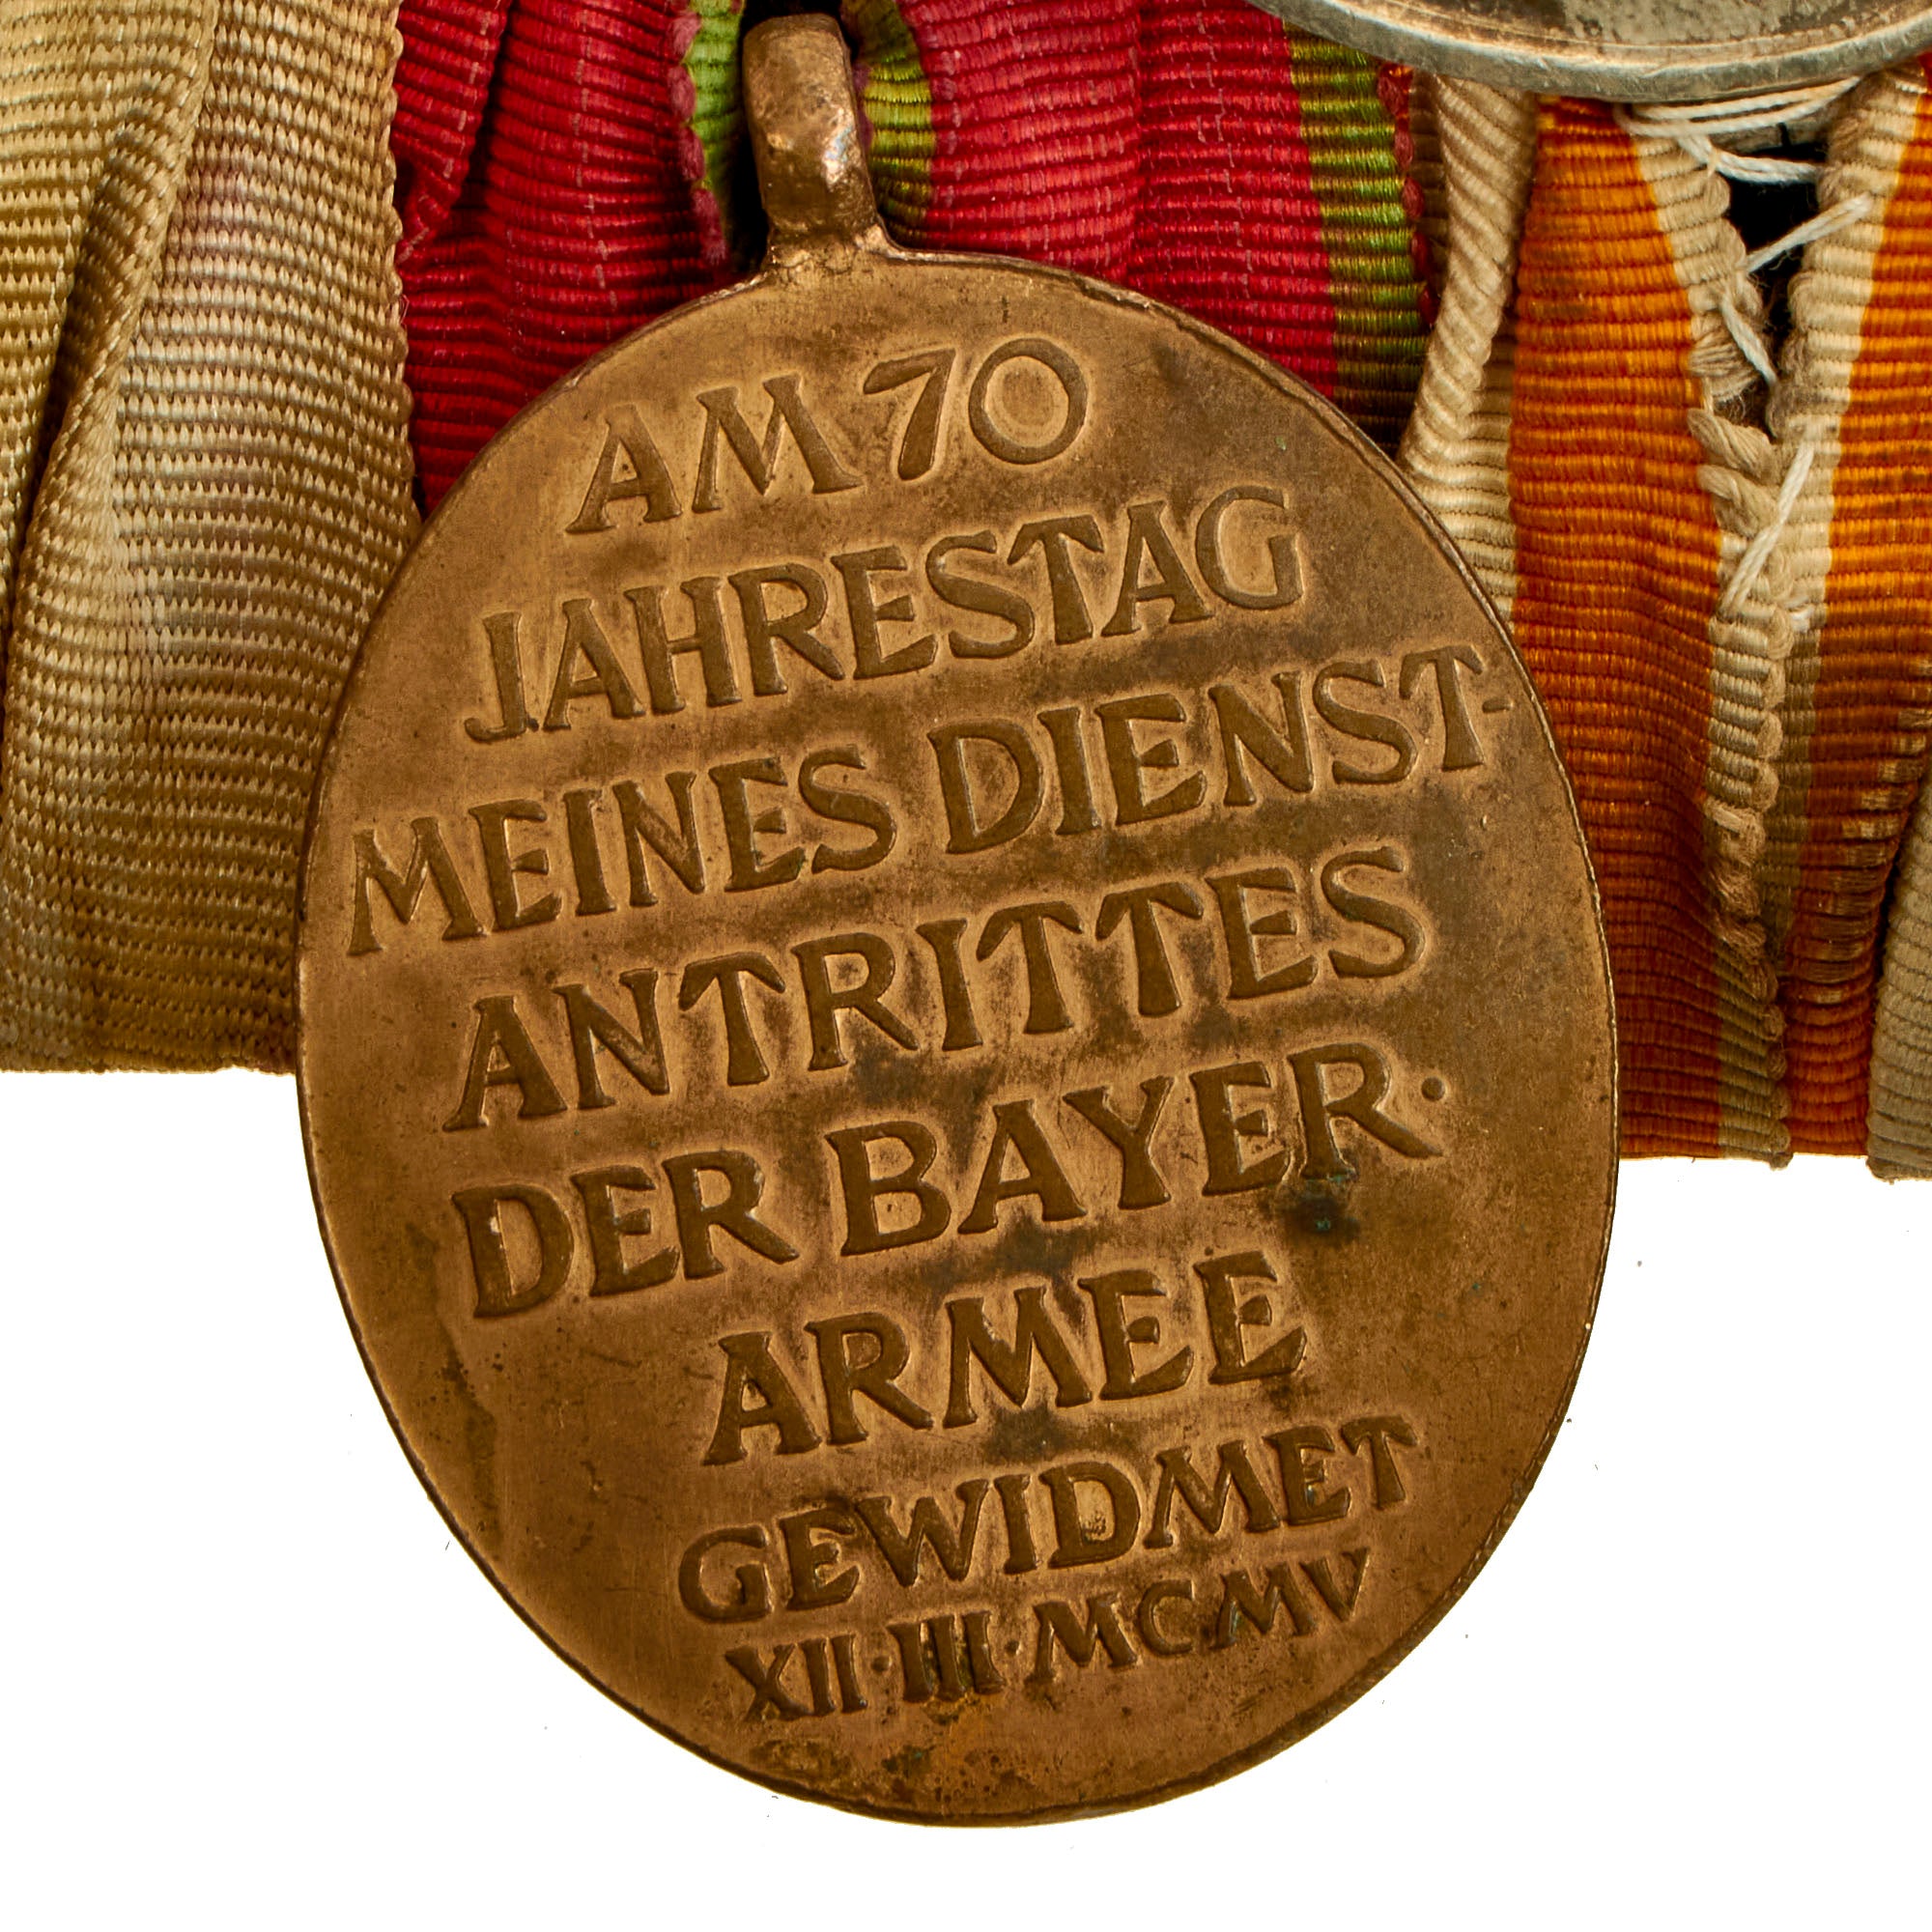 AM 70
JAHRESTAG
MEINES DIENST-
ANTRITTES
DER BAYER·
ARMEE
GEWIDMET
XII·III·MCMV